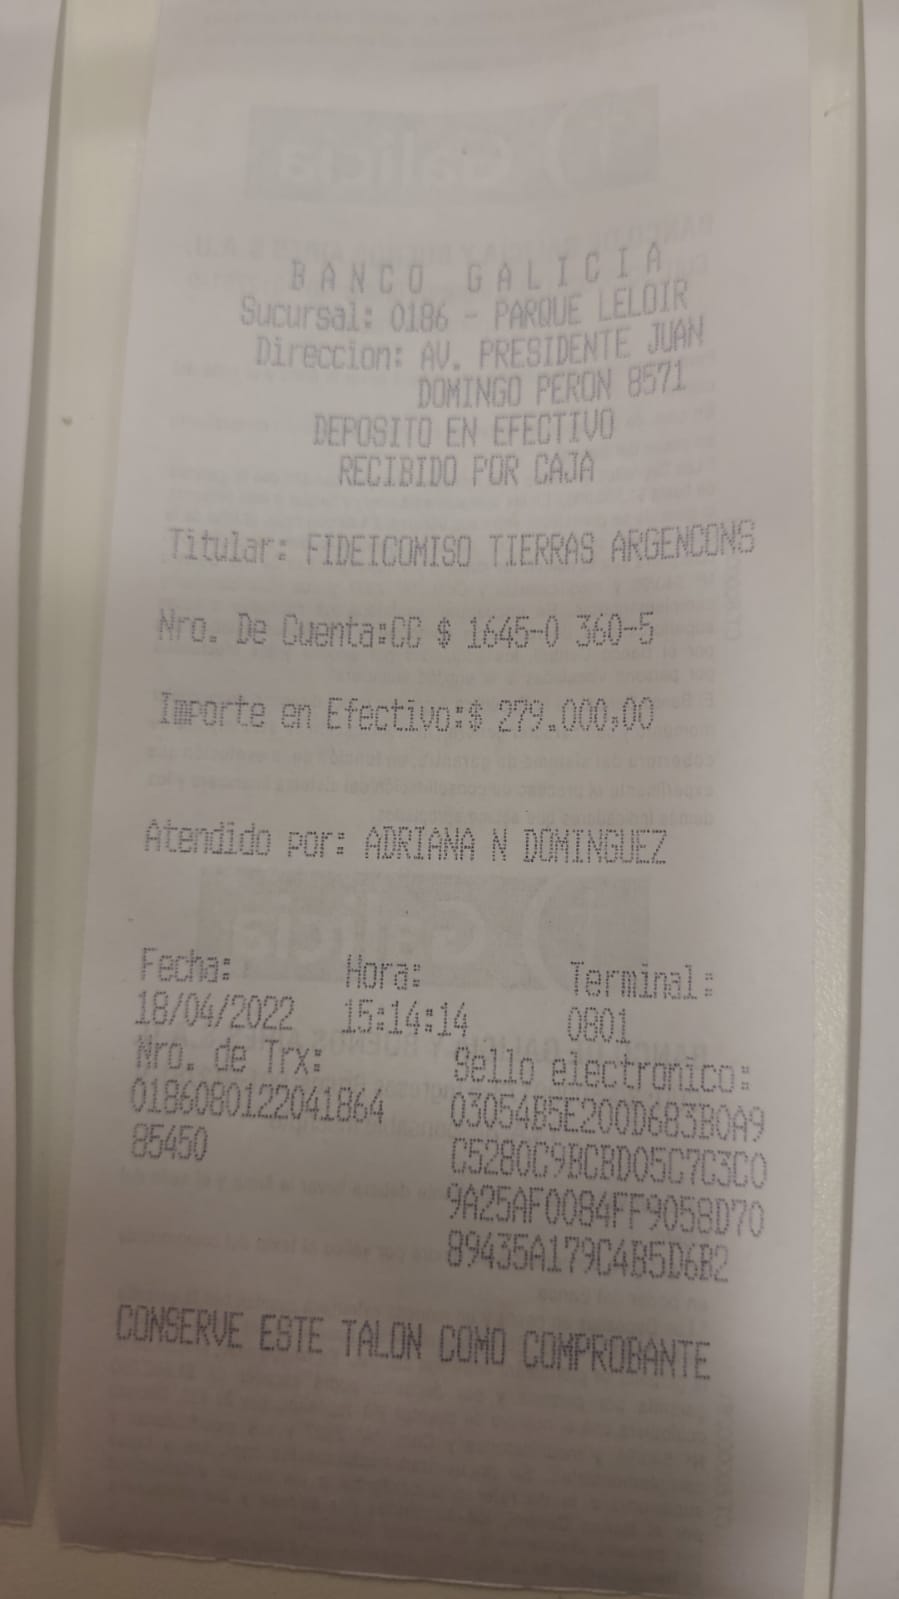 BANCO GALICIA
Sucursal: 0186 - PARQUE LELOIR
Direccion: AV. PRESIDENTE JUAN
DOMINGO PERON 8571
DEPOSITO EN EFECTIVO
RECIBIDO POR CAJA
Titular: FIDEICOMISO TIERRAS ARGENCONS
Nro. De Cuenta:CC $ 1645-0 360-5
Importe en Efectivo:$ 279.000,00
Atendido por: ADRIANA N DOMINGUEZ
Fecha: Hora: Terminal:
18/04/2022 15:14:14 0801
Nro. de Trx: Sello electronico:
0186080122041864 03054B5E200D683B0A9
85450 C5280C9BCBD05C7C3C0
9A25AF0084FF9058D70
89435A179C4B5D6B2
CONSERVE ESTE TALON COMO COMPROBANTE